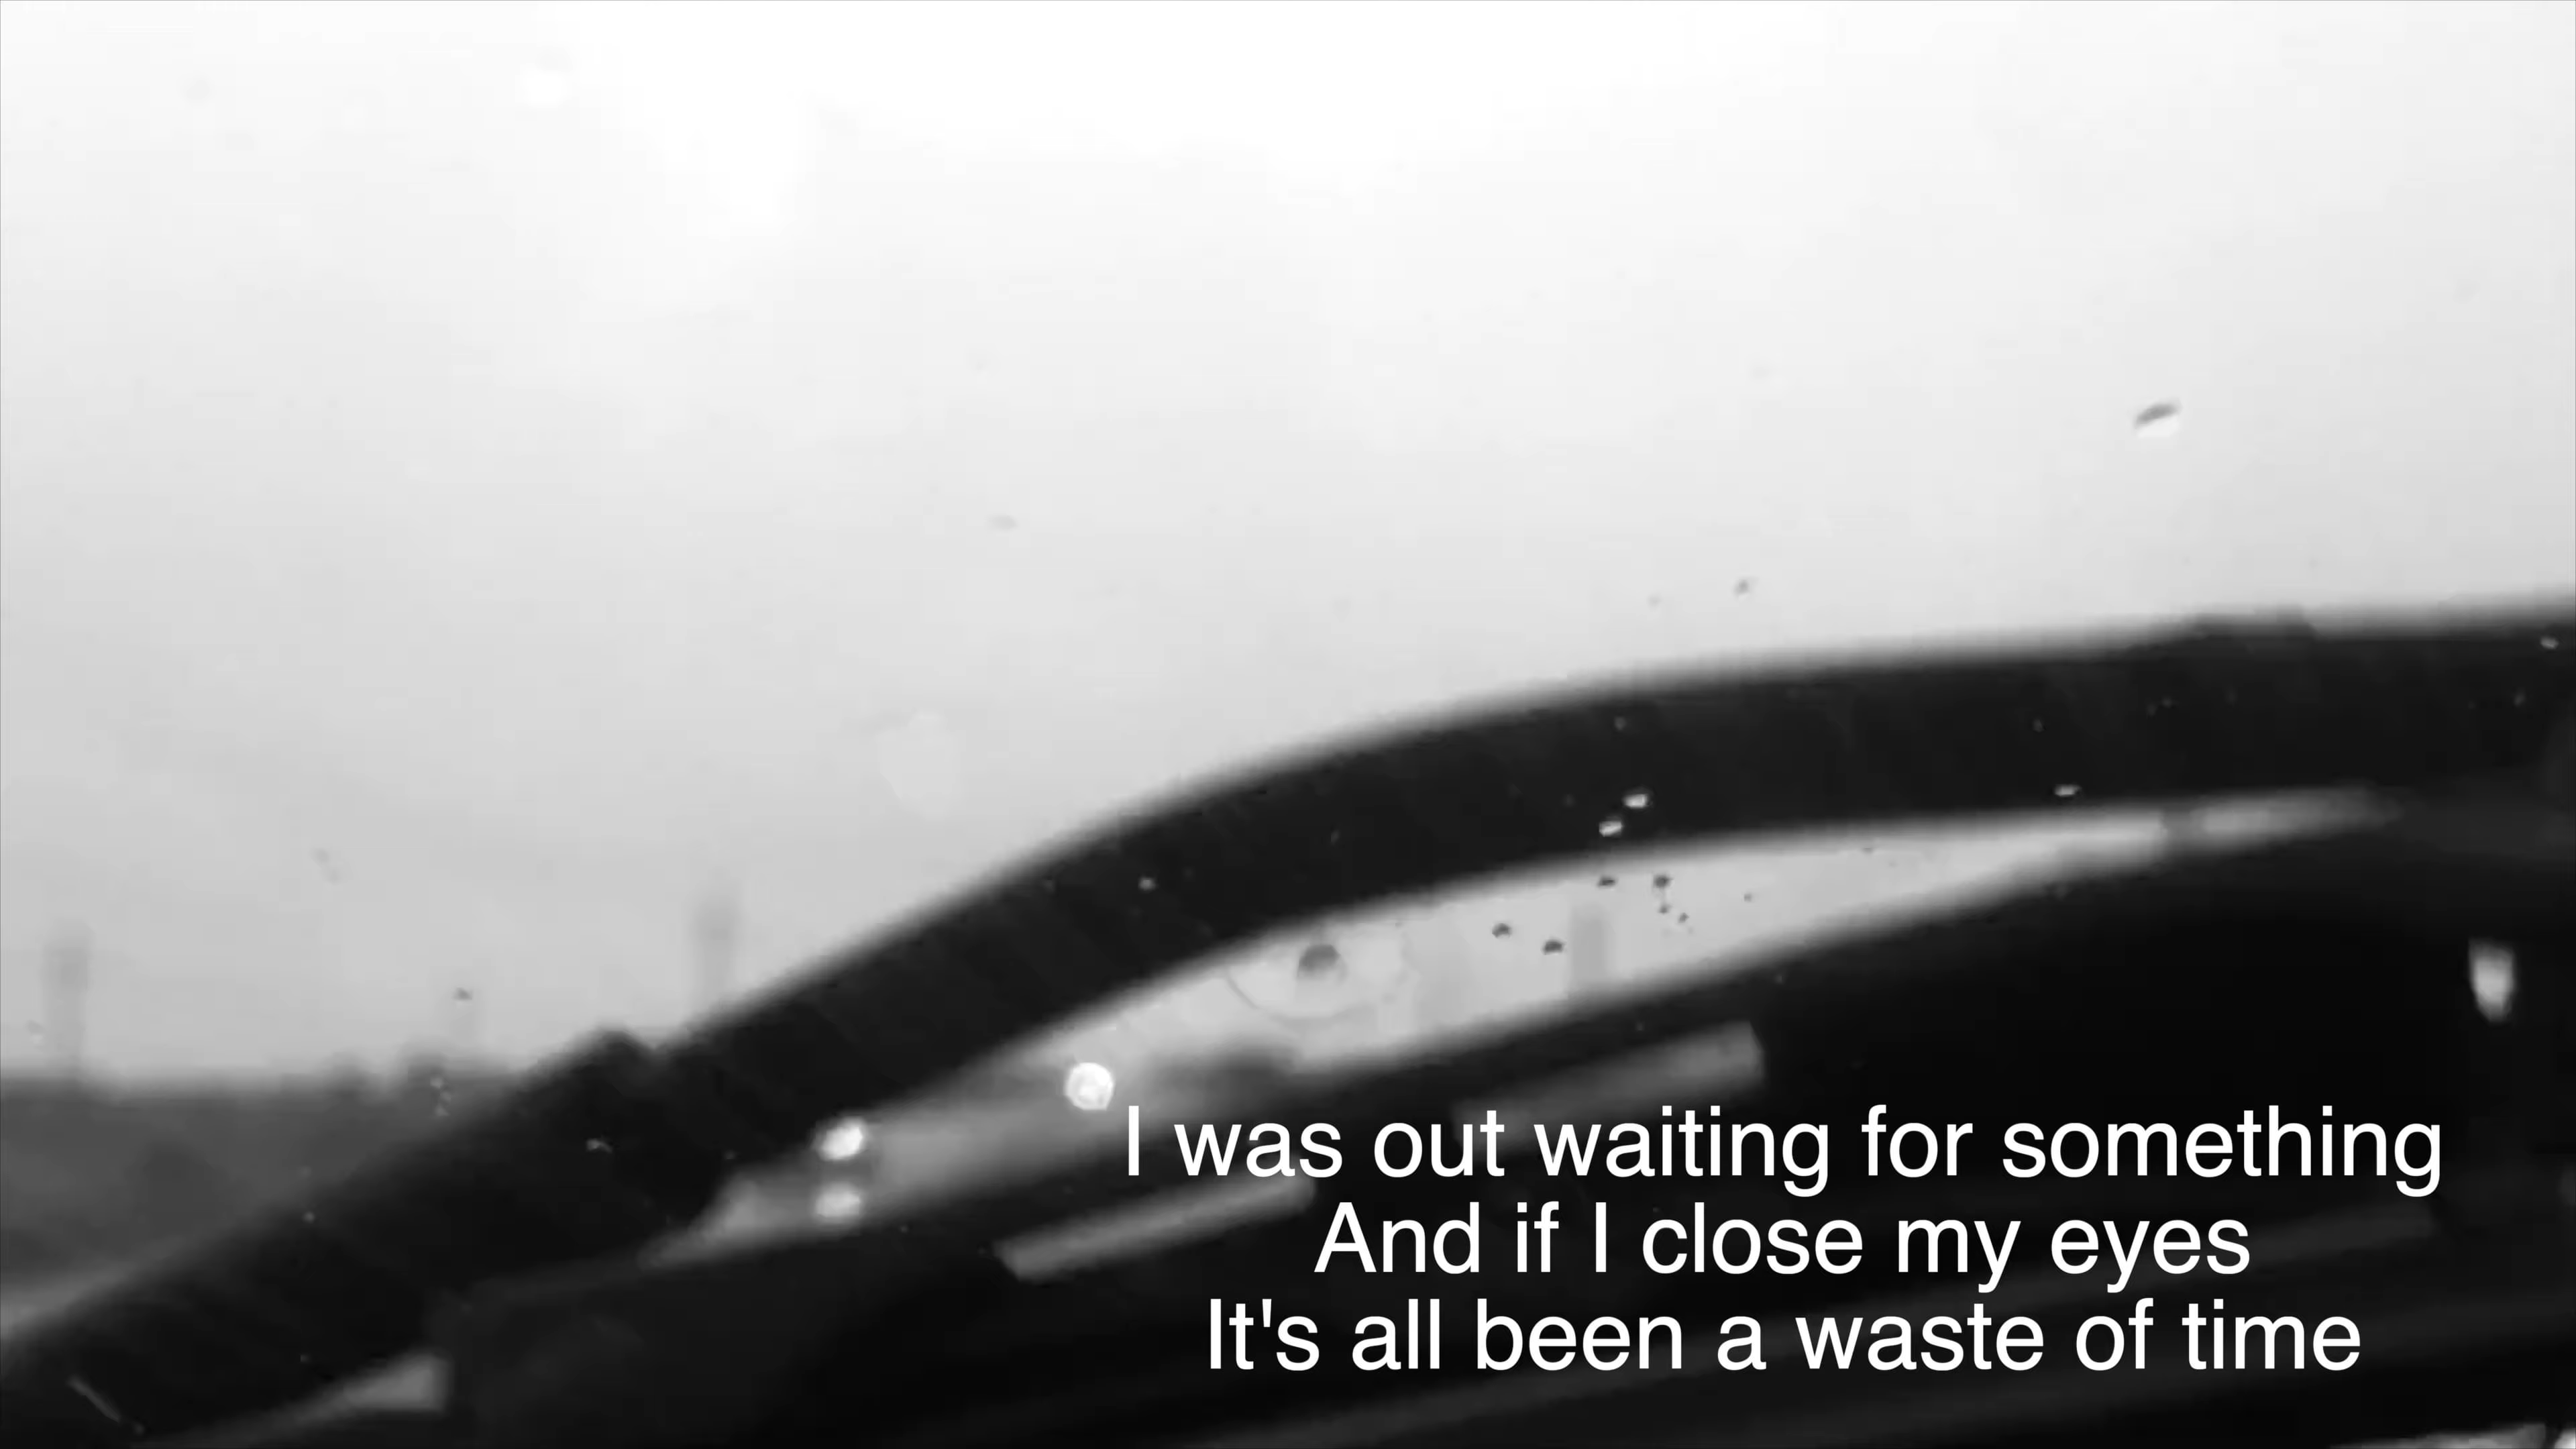 I was out waiting for something
And if I close my eyes
It's all been a waste of time